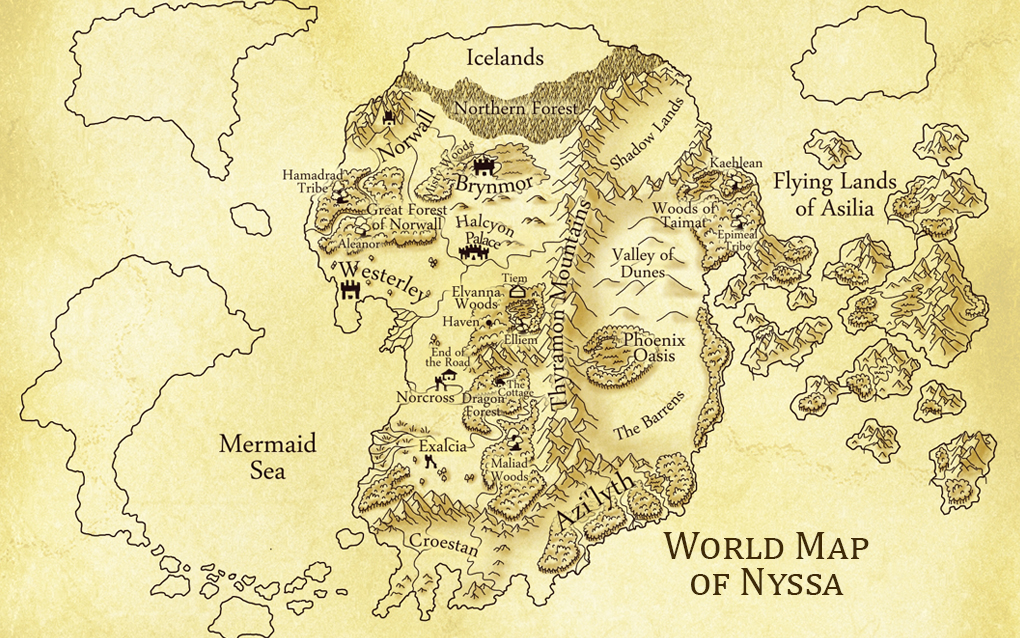 Icelands
Northern Forest
Norwall
Woods
Brynmor
Shadow Lands
Kaehlean
Hamadrad
Tribe
Great Forest
of Norwall
Aleanor
Halcyon
Palace
Woods of
Taimat
Epimeal
Tribe
Flying Lands
of Asilia
Westerley
Valley of
Dunes
Thyramon Mountains
Tiem
Elvanna
Woods
Haven
Elliem
Phoenix
Oasis
End of
the Road
Norcross
The
Cottage
Dragon
Forest
The Barrens
Mermaid
Sea
Exalcia
Maliad
Woods
Azi'lyth
Croestan
World Map
of Nyssa